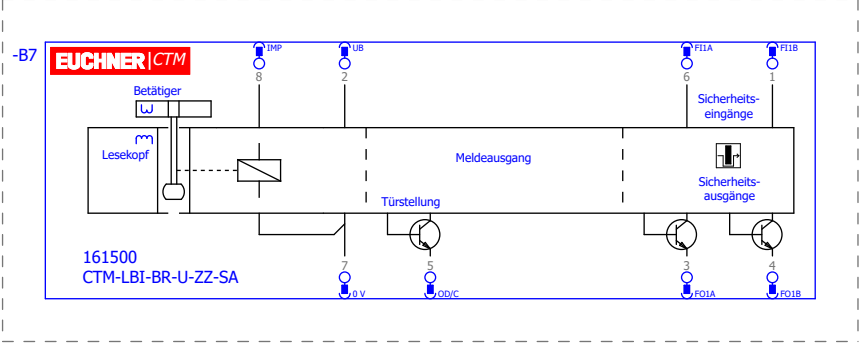 -B7
EUCHNER|CTM
IMP
UB
FI1A
FI1B
8
2
6
1
Betätiger
Sicherheits-
eingänge
Lesekopf
Meldeausgang
Sicherheits-
ausgänge
Türstellung
161500
CTM-LBI-BR-U-ZZ-SA
7
5
3
4
0 V
OD/C
FO1A
FO1B